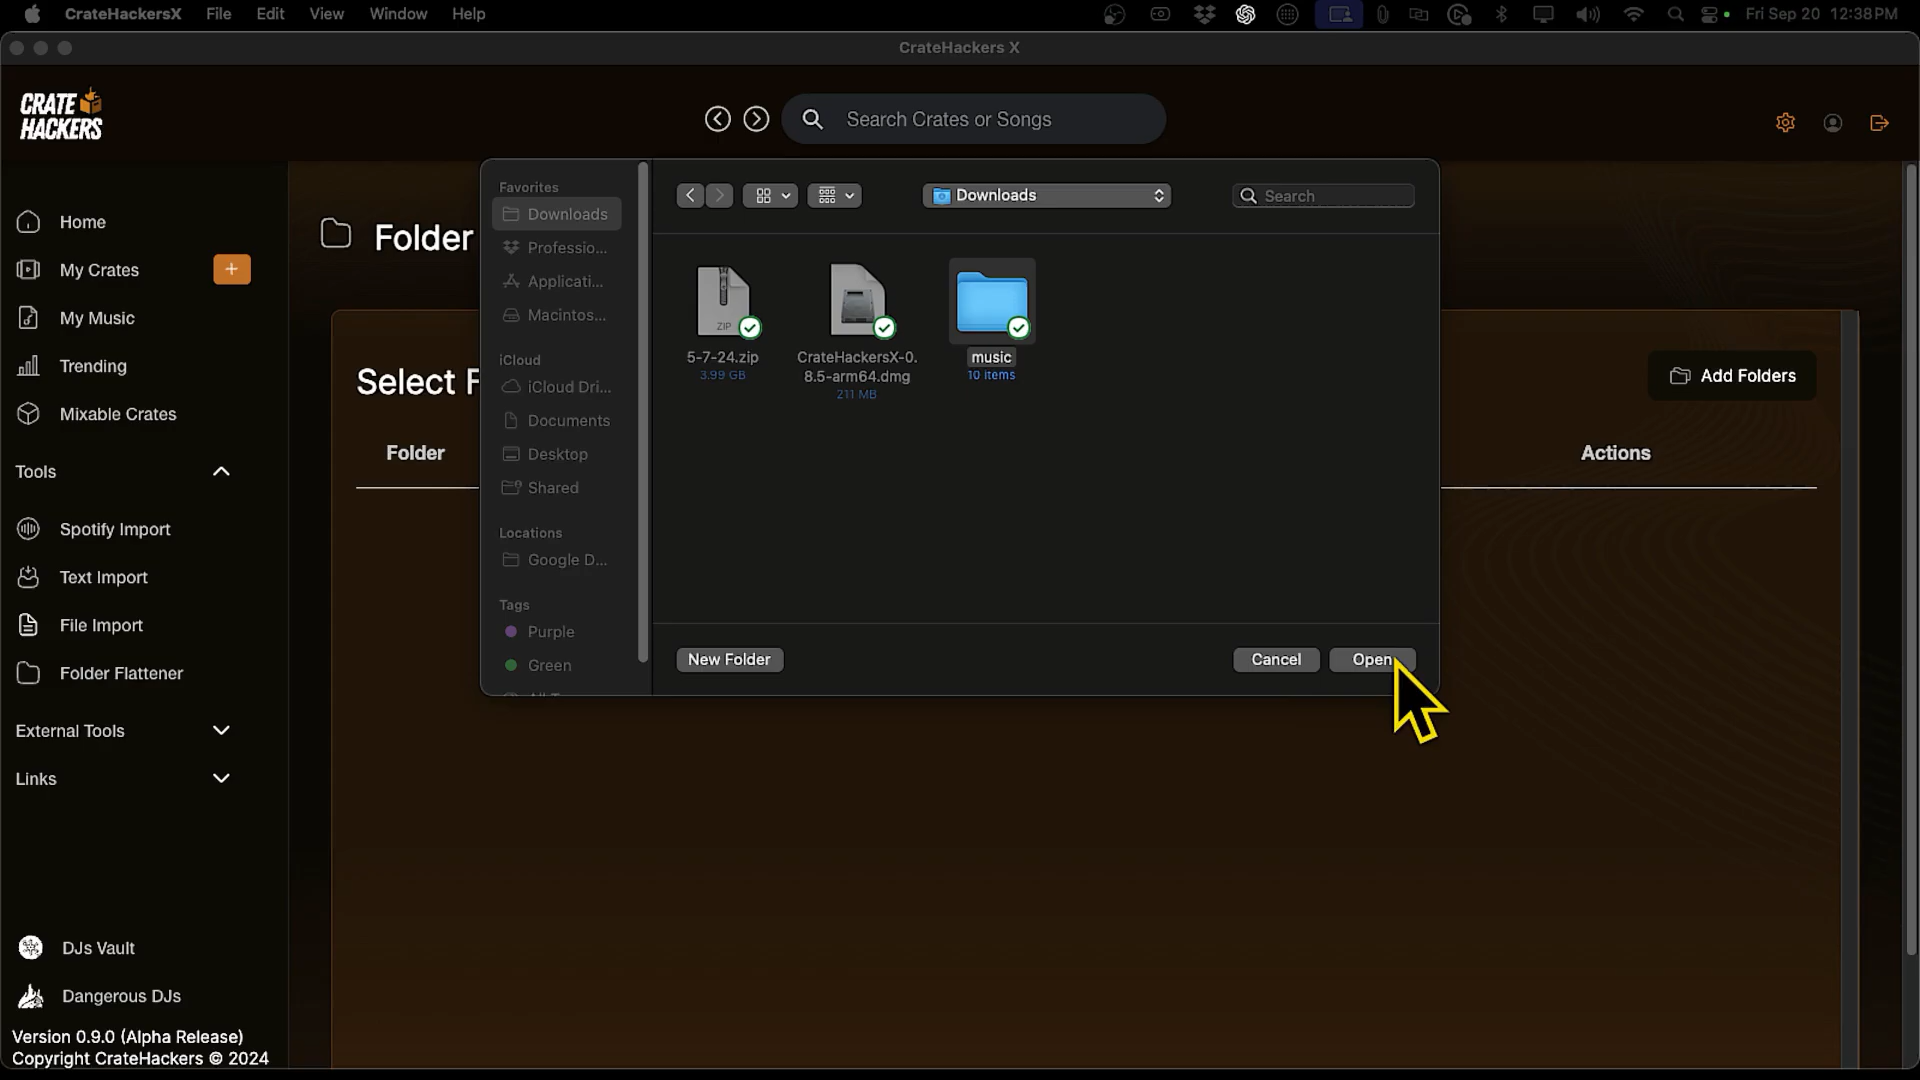 CrateHackersX File Edit View Window Help Fri Sep 20 12:38PM
CrateHackers X
CRATE
HACKERS
Search Crates or Songs
Home
My Crates +
My Music
Trending
Mixable Crates
Tools
Spotify Import
Text Import
File Import
Folder Flattener
External Tools
Links
DJs Vault
Dangerous DJs
Version 0.9.0 (Alpha Release)
Copyright CrateHackers © 2024
Folder
Select F
Add Folders
Folder
Actions
Favorites
Downloads
Professio...
Applicati...
Macintos...
iCloud
iCloud Dri...
Documents
Desktop
Shared
Locations
Google D...
Tags
Purple
Green
Downloads
Search
ZIP
5-7-24.zip
3.99 GB
CrateHackersX-0.
8.5-arm64.dmg
211 MB
music
10 items
New Folder
Cancel
Open